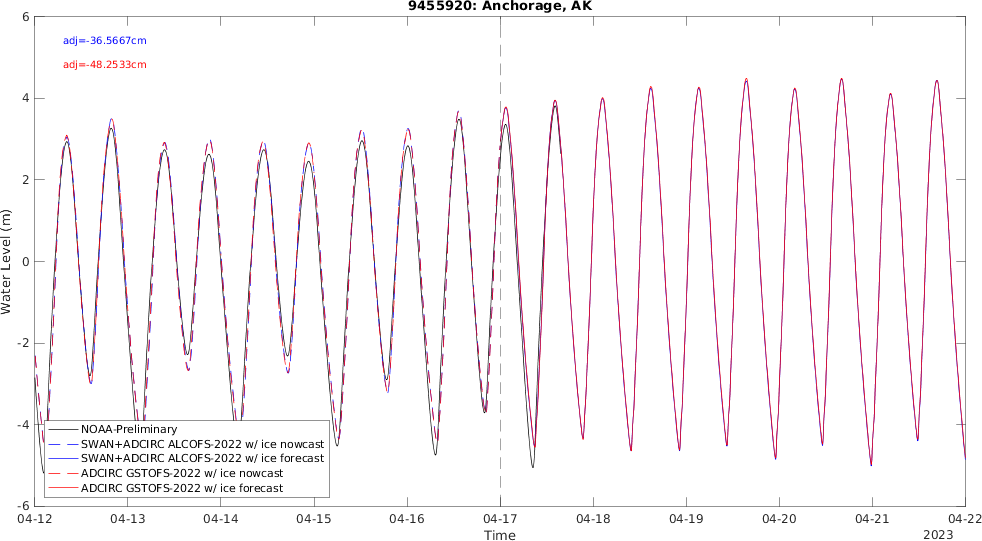 9455920: Anchorage, AK
6
adj=-36.5667cm
adj=-48.2533cm
4
2
0
-2
-4
-6
Water Level (m)
NOAA-Preliminary
SWAN+ADCIRC ALCOFS-2022 w/ ice nowcast
SWAN+ADCIRC ALCOFS-2022 w/ ice forecast
ADCIRC GSTOFS-2022 w/ ice nowcast
ADCIRC GSTOFS-2022 w/ ice forecast
04-12 04-13 04-14 04-15 04-16 04-17 04-18 04-19 04-20 04-21 04-22
Time
2023